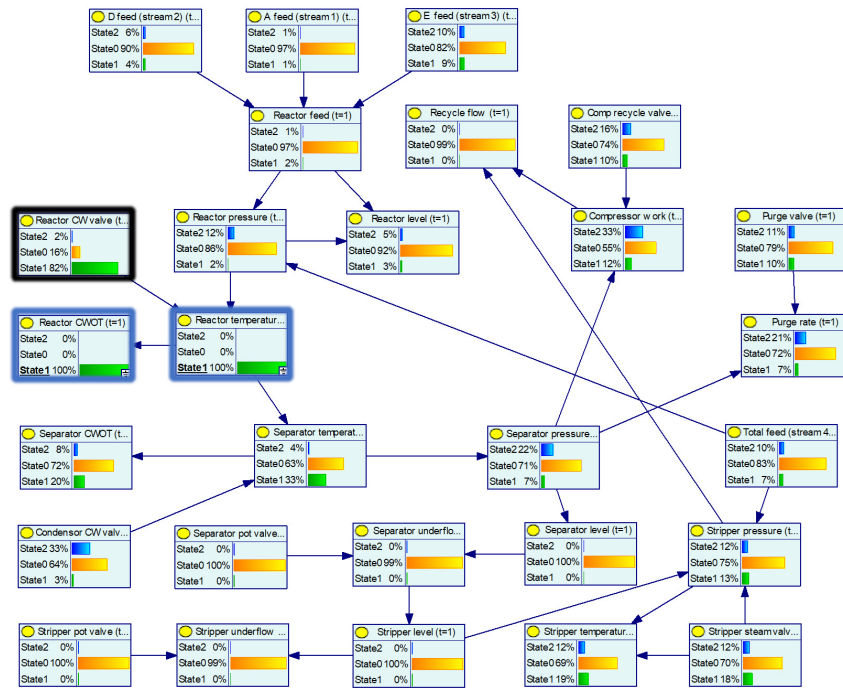 D feed (stream 2) (t...
State2 6%
State0 90%
State1 4%
A feed (stream 1) (t...
State2 1%
State0 97%
State1 1%
E feed (stream 3) (t...
State2 10%
State0 82%
State1 9%
Reactor feed (t=1)
State2 1%
State0 97%
State1 2%
Recycle flow (t=1)
State2 0%
State0 99%
State1 0%
Comp recycle valve...
State2 16%
State0 74%
State1 10%
Reactor CW valve (t...
State2 2%
State0 16%
State1 82%
Reactor pressure (t...
State2 12%
State0 86%
State1 2%
Reactor level (t=1)
State2 5%
State0 92%
State1 3%
Compressor work (t...
State2 33%
State0 55%
State1 12%
Purge valve (t=1)
State2 11%
State0 79%
State1 10%
Reactor CWOT (t=1)
State2 0%
State0 0%
State1 100%
Reactor temperatur...
State2 0%
State0 0%
State1 100%
Purge rate (t=1)
State2 21%
State0 72%
State1 7%
Separator CWOT (t...
State2 8%
State0 72%
State1 20%
Separator temperat...
State2 4%
State0 63%
State1 33%
Separator pressure...
State2 22%
State0 71%
State1 7%
Total feed (stream 4...
State2 10%
State0 83%
State1 7%
Condensor CW valv...
State2 33%
State0 64%
State1 3%
Separator pot valve...
State2 0%
State0 100%
State1 0%
Separator underflo...
State2 0%
State0 99%
State1 0%
Separator level (t=1)
State2 0%
State0 100%
State1 0%
Stripper pressure (t...
State2 12%
State0 75%
State1 13%
Stripper pot valve (t...
State2 0%
State0 100%
State1 0%
Stripper underflow ...
State2 0%
State0 99%
State1 0%
Stripper level (t=1)
State2 0%
State0 100%
State1 0%
Stripper temperatur...
State2 12%
State0 69%
State1 19%
Stripper steam valv...
State2 12%
State0 70%
State1 18%